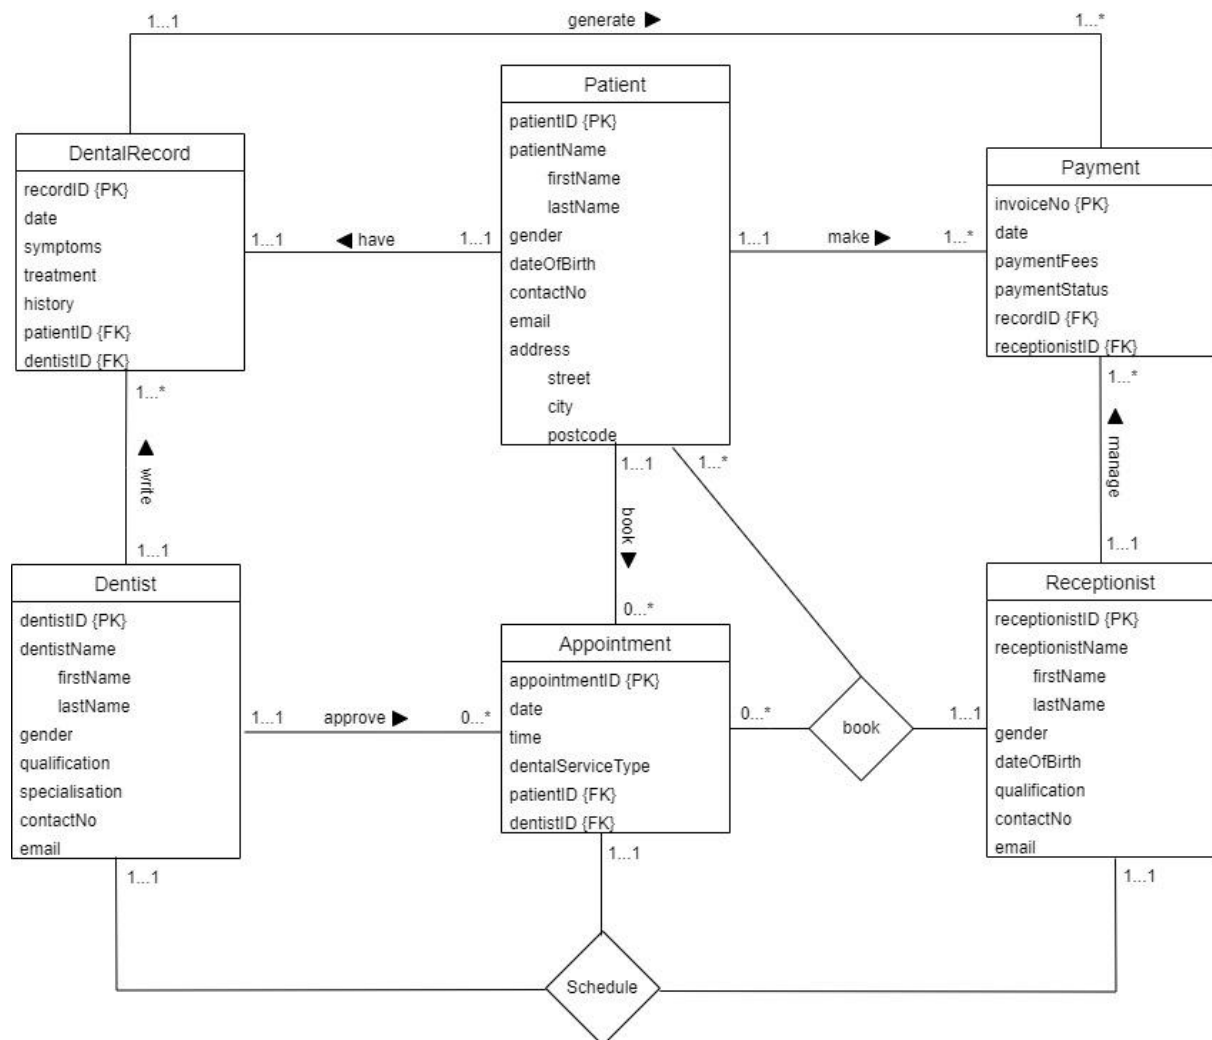 1...1
generate ▶
1...*
Patient
patientID {PK}
patientName
firstName
lastName
gender
dateOfBirth
contactNo
email
address
street
city
postcode
DentalRecord
recordID {PK}
date
symptoms
treatment
history
patientID {FK}
dentistID {FK}
Payment
invoiceNo {PK}
date
paymentFees
paymentStatus
recordID {FK}
receptionistID {FK}
1...1
◀ have
1...1
1...1
make ▶
1...*
1...*
write
1...1
1...1
book
0...*
1...*
1...*
manage
1...1
Dentist
dentistID {PK}
dentistName
firstName
lastName
gender
qualification
specialisation
contactNo
email
1...1
approve ▶
0...*
Appointment
appointmentID {PK}
date
time
dentalServiceType
patientID {FK}
dentistID {FK}
0...*
book
1...1
Receptionist
receptionistID {PK}
receptionistName
firstName
lastName
gender
dateOfBirth
qualification
contactNo
email
1...1
1...1
1...1
Schedule